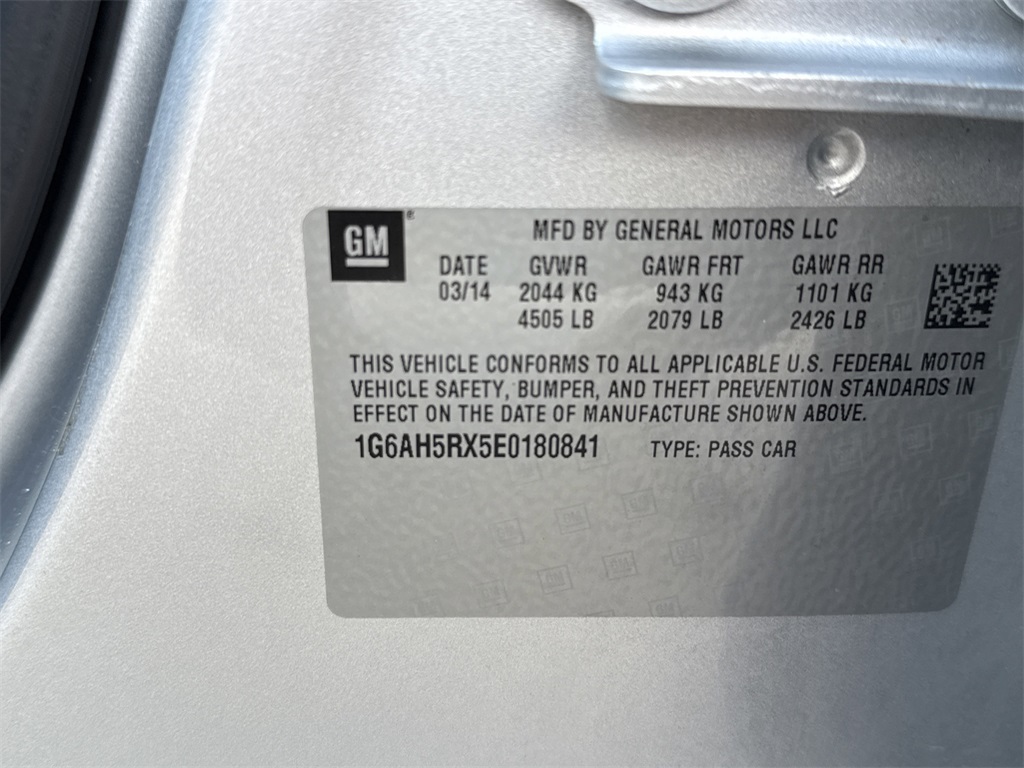 GM®
MFD BY GENERAL MOTORS LLC
DATE GVWR GAWR FRT GAWR RR
03/14 2044 KG 943 KG 1101 KG
4505 LB 2079 LB 2426 LB
THIS VEHICLE CONFORMS TO ALL APPLICABLE U.S. FEDERAL MOTOR
VEHICLE SAFETY, BUMPER, AND THEFT PREVENTION STANDARDS IN
EFFECT ON THE DATE OF MANUFACTURE SHOWN ABOVE.
1G6AH5RX5E0180841 TYPE: PASS CAR